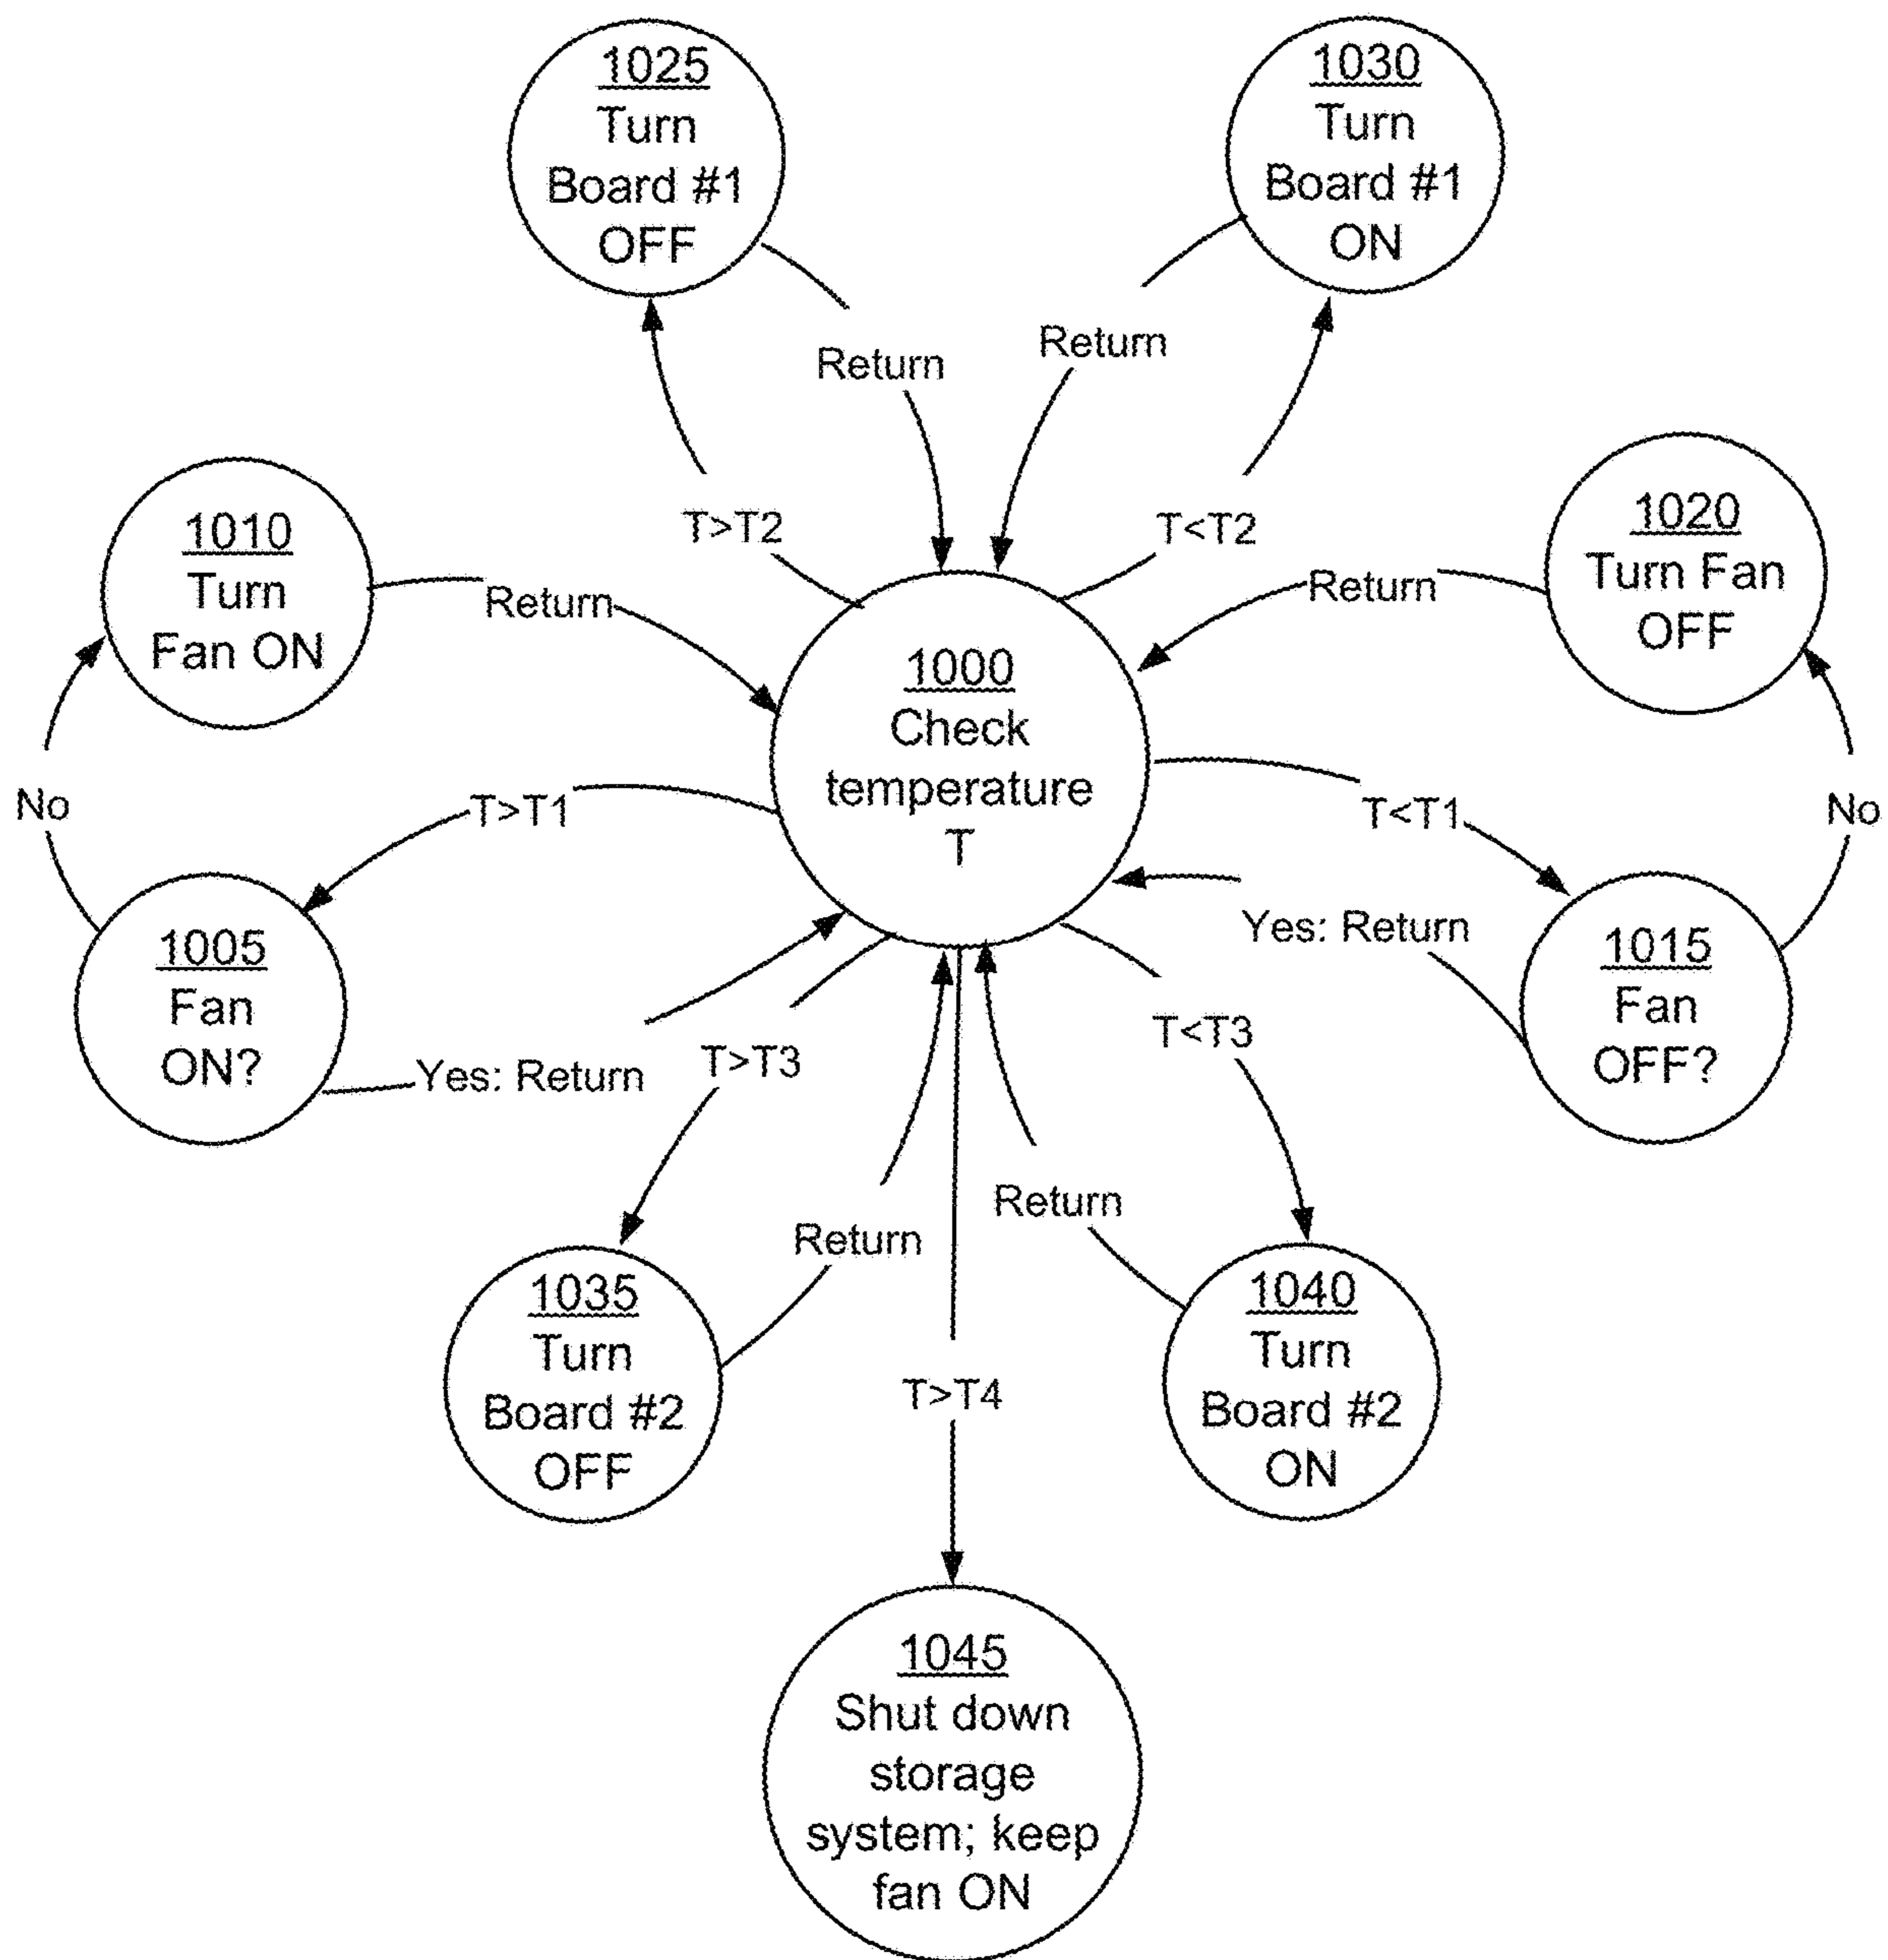 1025
Turn
Board #1
OFF
1030
Turn
Board #1
ON
Return
Return
T>T2
T<T2
1010
Turn
Fan ON
Return
1020
Turn Fan
OFF
Return
1000
Check
temperature
T
No
T>T1
T<T1
No
1005
Fan
ON?
Yes: Return
Yes: Return
1015
Fan
OFF?
T>T3
T<T3
Return
Return
1035
Turn
Board #2
OFF
T>T4
1040
Turn
Board #2
ON
1045
Shut down
storage
system; keep
fan ON